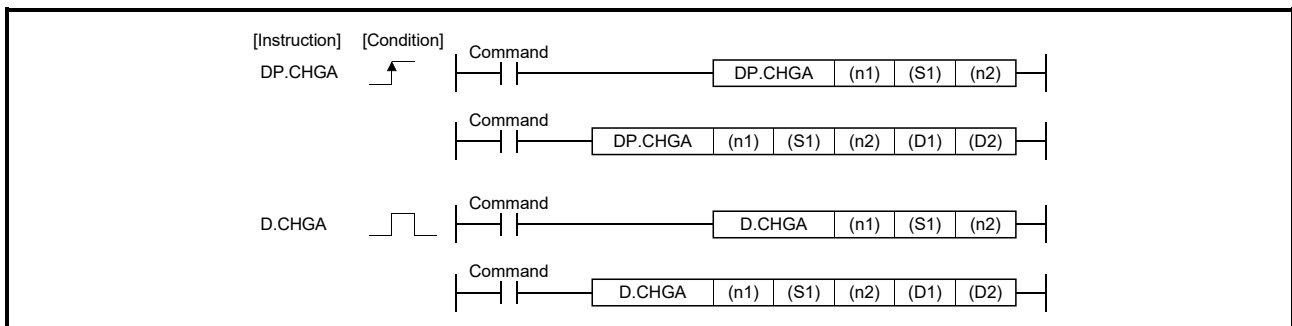 [Instruction] [Condition]
Command
DP.CHGA DP.CHGA (n1) (S1) (n2)
Command
DP.CHGA (n1) (S1) (n2) (D1) (D2)
Command
D.CHGA D.CHGA (n1) (S1) (n2)
Command
D.CHGA (n1) (S1) (n2) (D1) (D2)